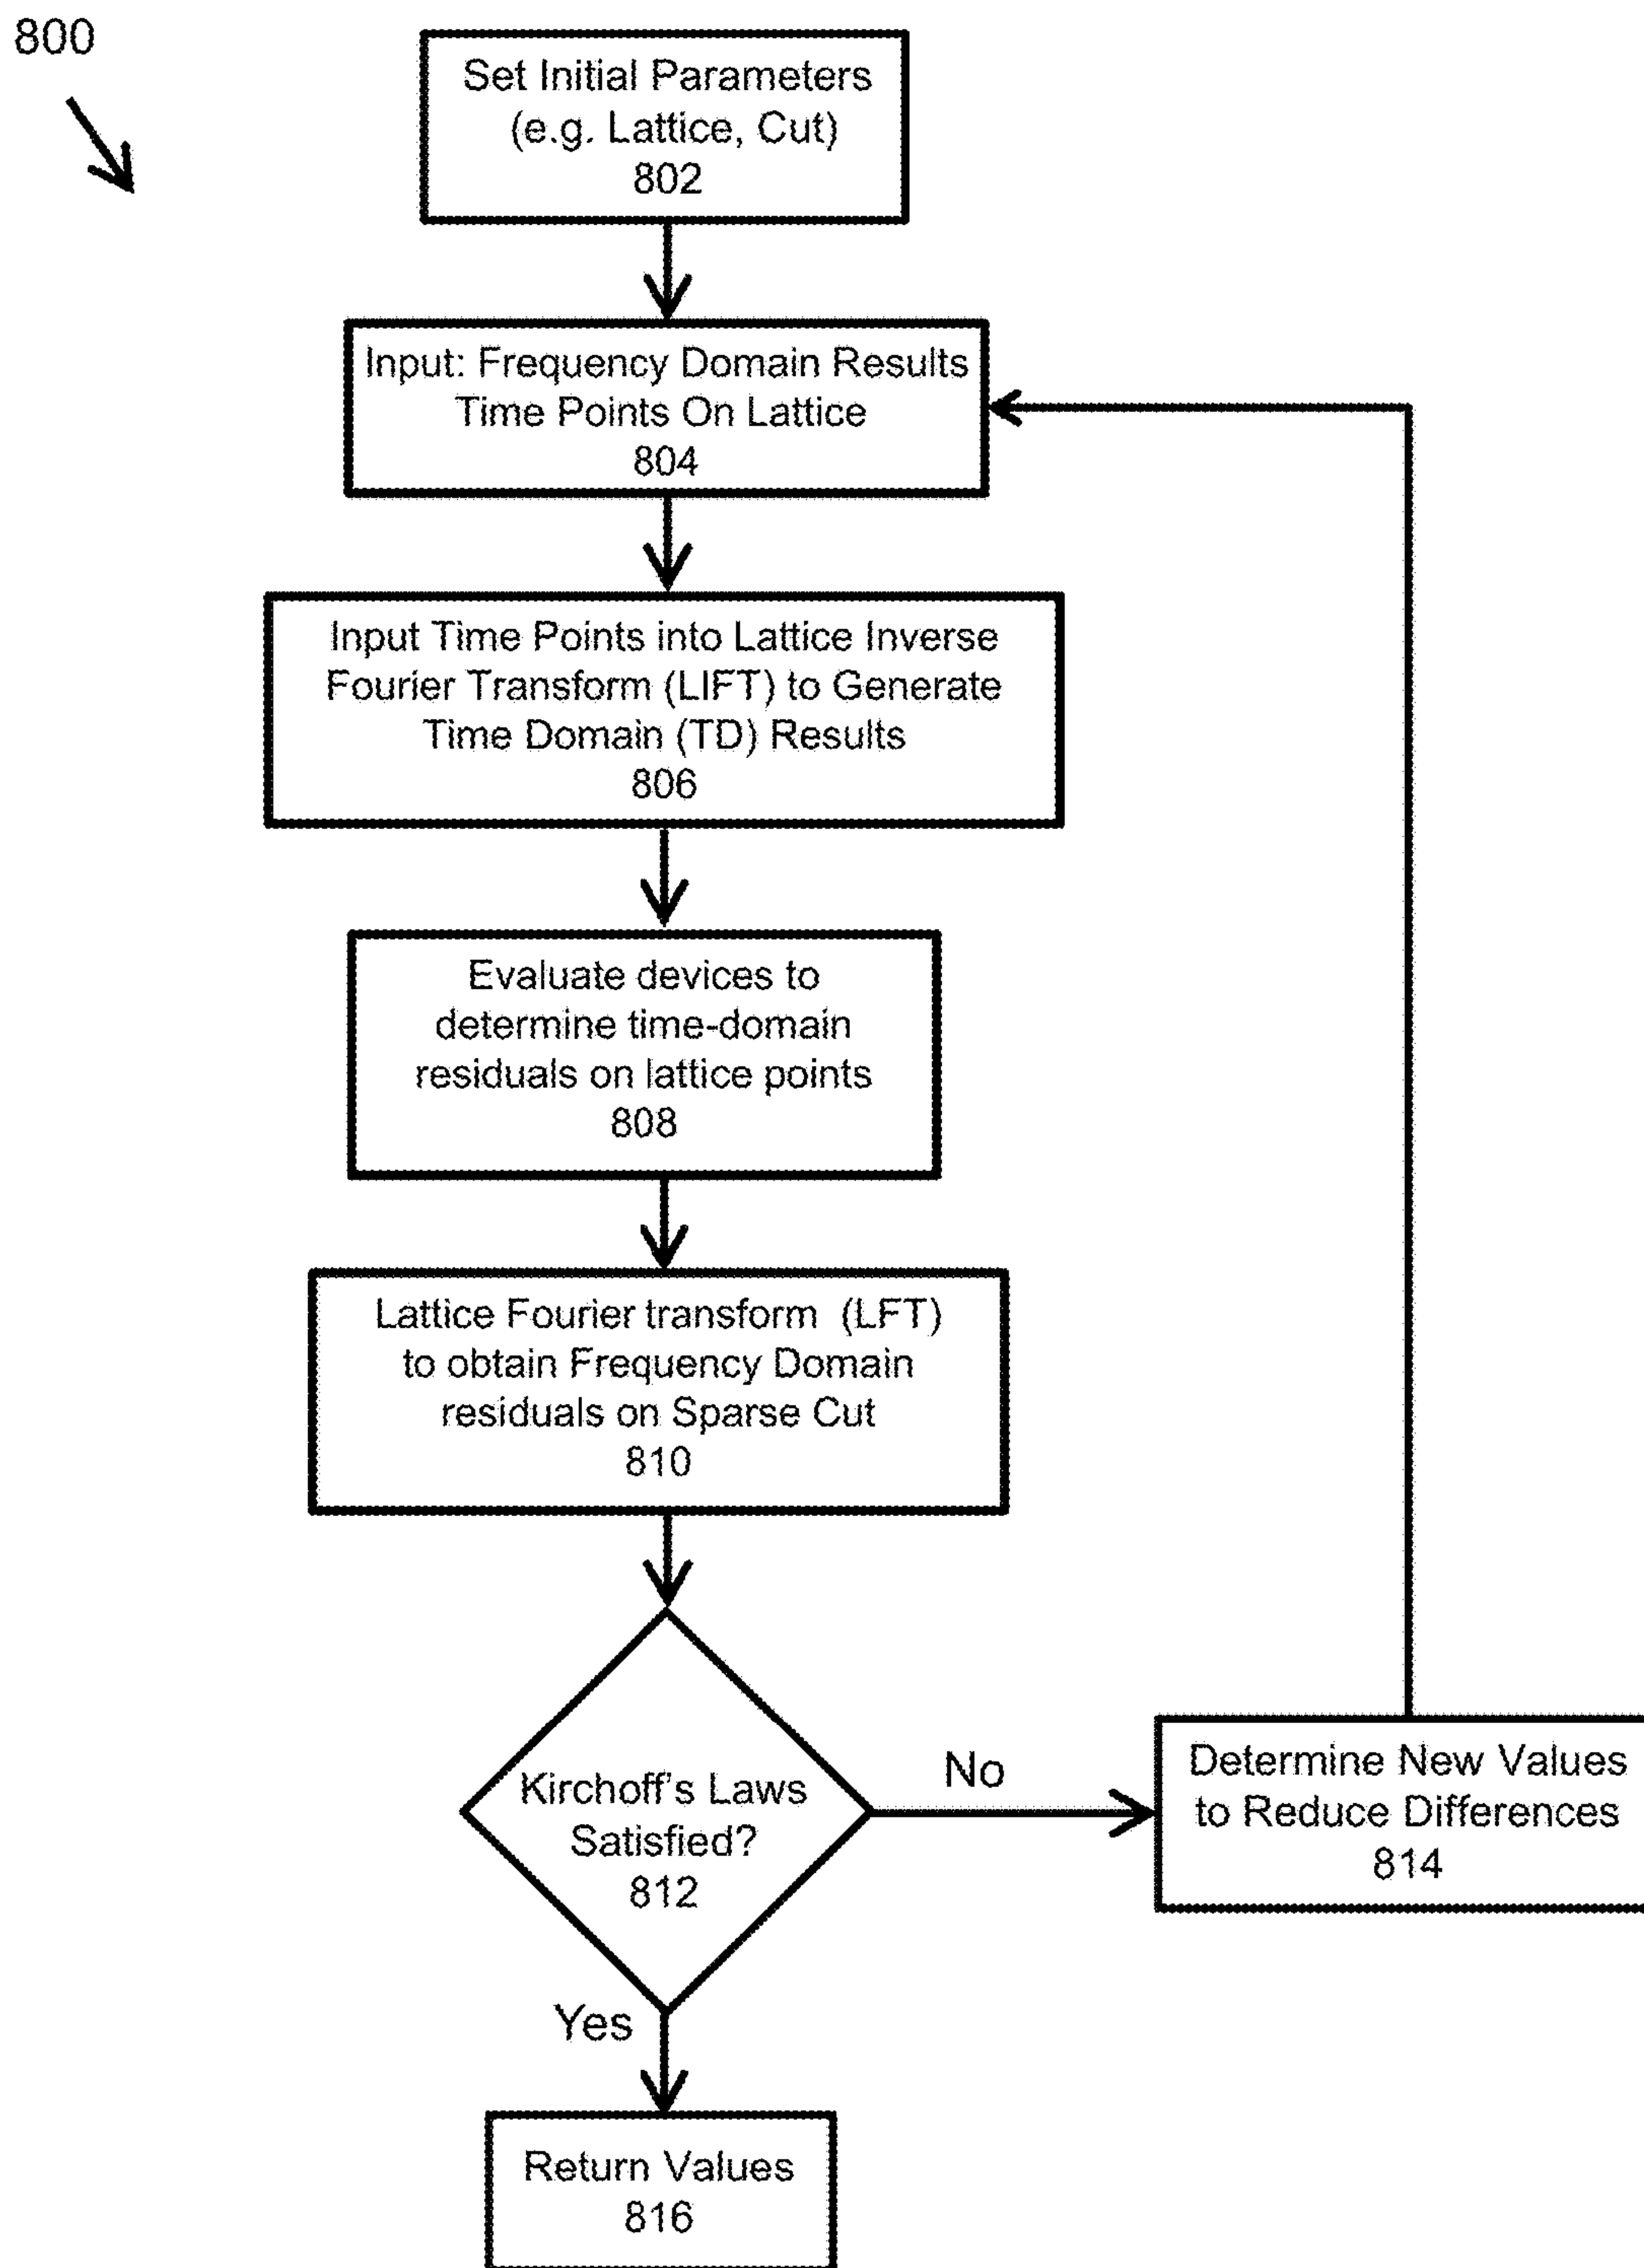 800
Set Initial Parameters
(e.g. Lattice, Cut)
802
Input: Frequency Domain Results
Time Points On Lattice
804
Input Time Points into Lattice Inverse
Fourier Transform (LIFT) to Generate
Time Domain (TD) Results
806
Evaluate devices to
determine time-domain
residuals on lattice points
808
Lattice Fourier transform (LFT)
to obtain Frequency Domain
residuals on Sparse Cut
810
Kirchoff's Laws
Satisfied?
812
No
Determine New Values
to Reduce Differences
814
Yes
Return Values
816